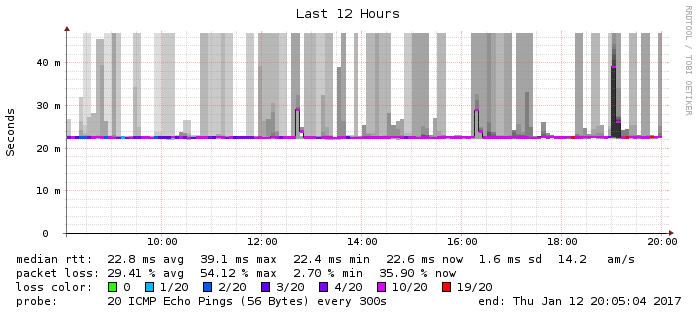 Last 12 Hours
RRDTOOL / TOBI OETIKER
Seconds
40 m
30 m
20 m
10 m
0
10:00 12:00 14:00 16:00 18:00 20:00
median rtt: 22.8 ms avg 39.1 ms max 22.4 ms min 22.6 ms now 1.6 ms sd 14.2 am/s
packet loss: 29.41 % avg 54.12 % max 2.70 % min 35.90 % now
loss color: 0 1/20 2/20 3/20 4/20 10/20 19/20
probe: 20 ICMP Echo Pings (56 Bytes) every 300s end: Thu Jan 12 20:05:04 2017